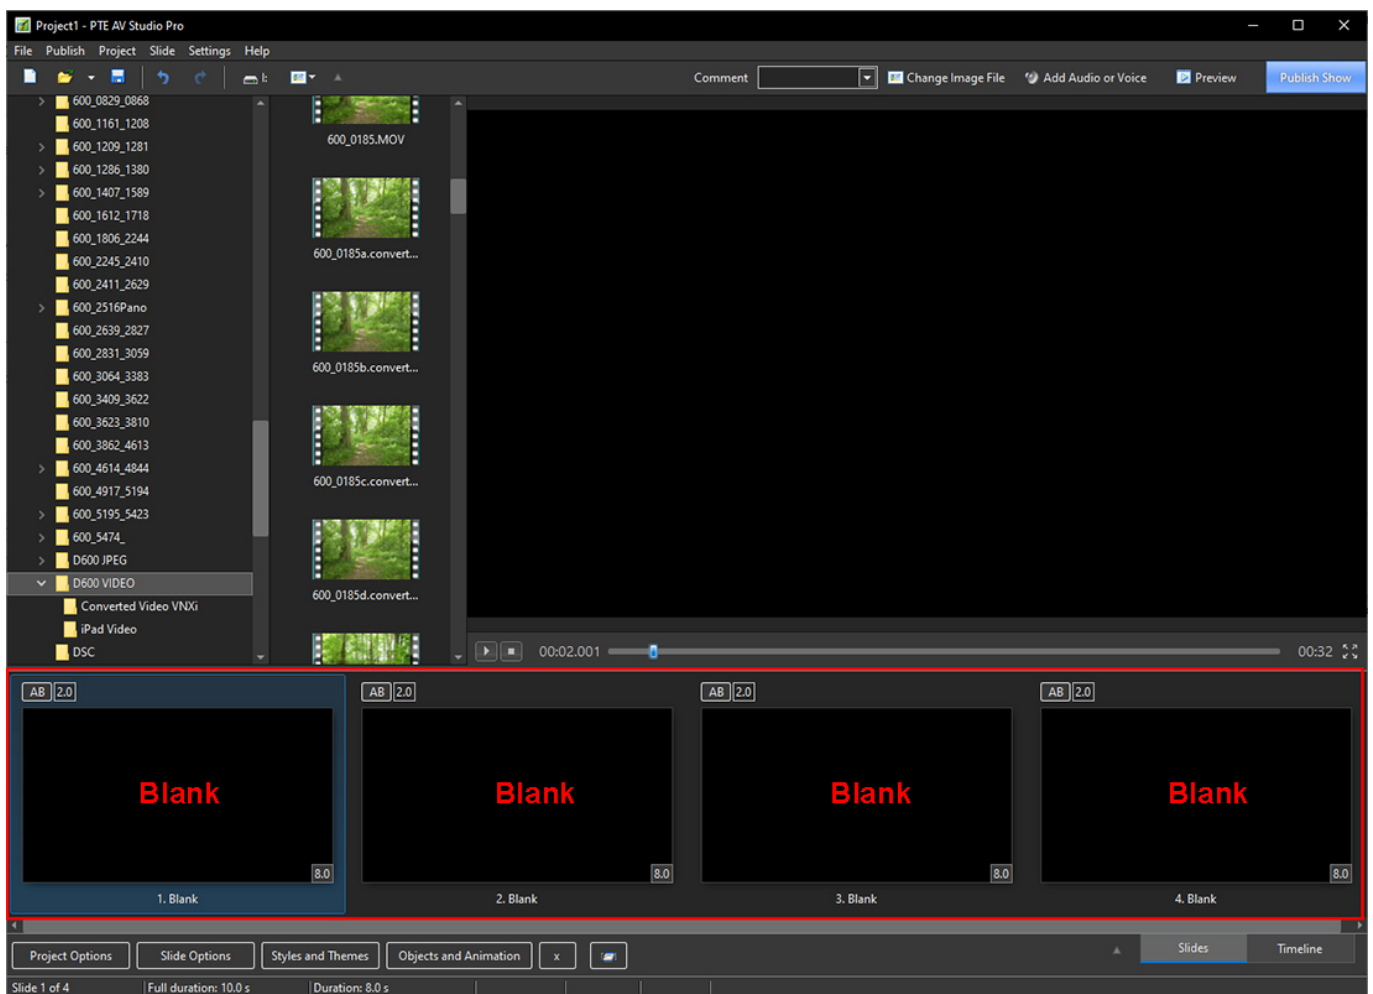 Project1 - PTE AV Studio Pro
File Publish Project Slide Settings Help
I: Comment Change Image File Add Audio or Voice Preview Publish Show
600_0829_0868
600_1161_1208
600_1209_1281
600_1286_1380
600_1407_1589
600_1612_1718
600_1806_2244
600_2245_2410
600_2411_2629
600_2516Pano
600_2639_2827
600_2831_3059
600_3064_3383
600_3409_3622
600_3623_3810
600_3862_4613
600_4614_4844
600_4917_5194
600_5195_5423
600_5474_
D600 JPEG
D600 VIDEO
Converted Video VNXi
iPad Video
DSC
600_0185.MOV
600_0185a.convert...
600_0185b.convert...
600_0185c.convert...
600_0185d.convert...
00:02.001 00:32
AB 2.0 AB 2.0 AB 2.0 AB 2.0
Blank Blank Blank Blank
8.0 8.0 8.0 8.0
1. Blank 2. Blank 3. Blank 4. Blank
Project Options Slide Options Styles and Themes Objects and Animation x Slides Timeline
Slide 1 of 4 Full duration: 10.0 s Duration: 8.0 s